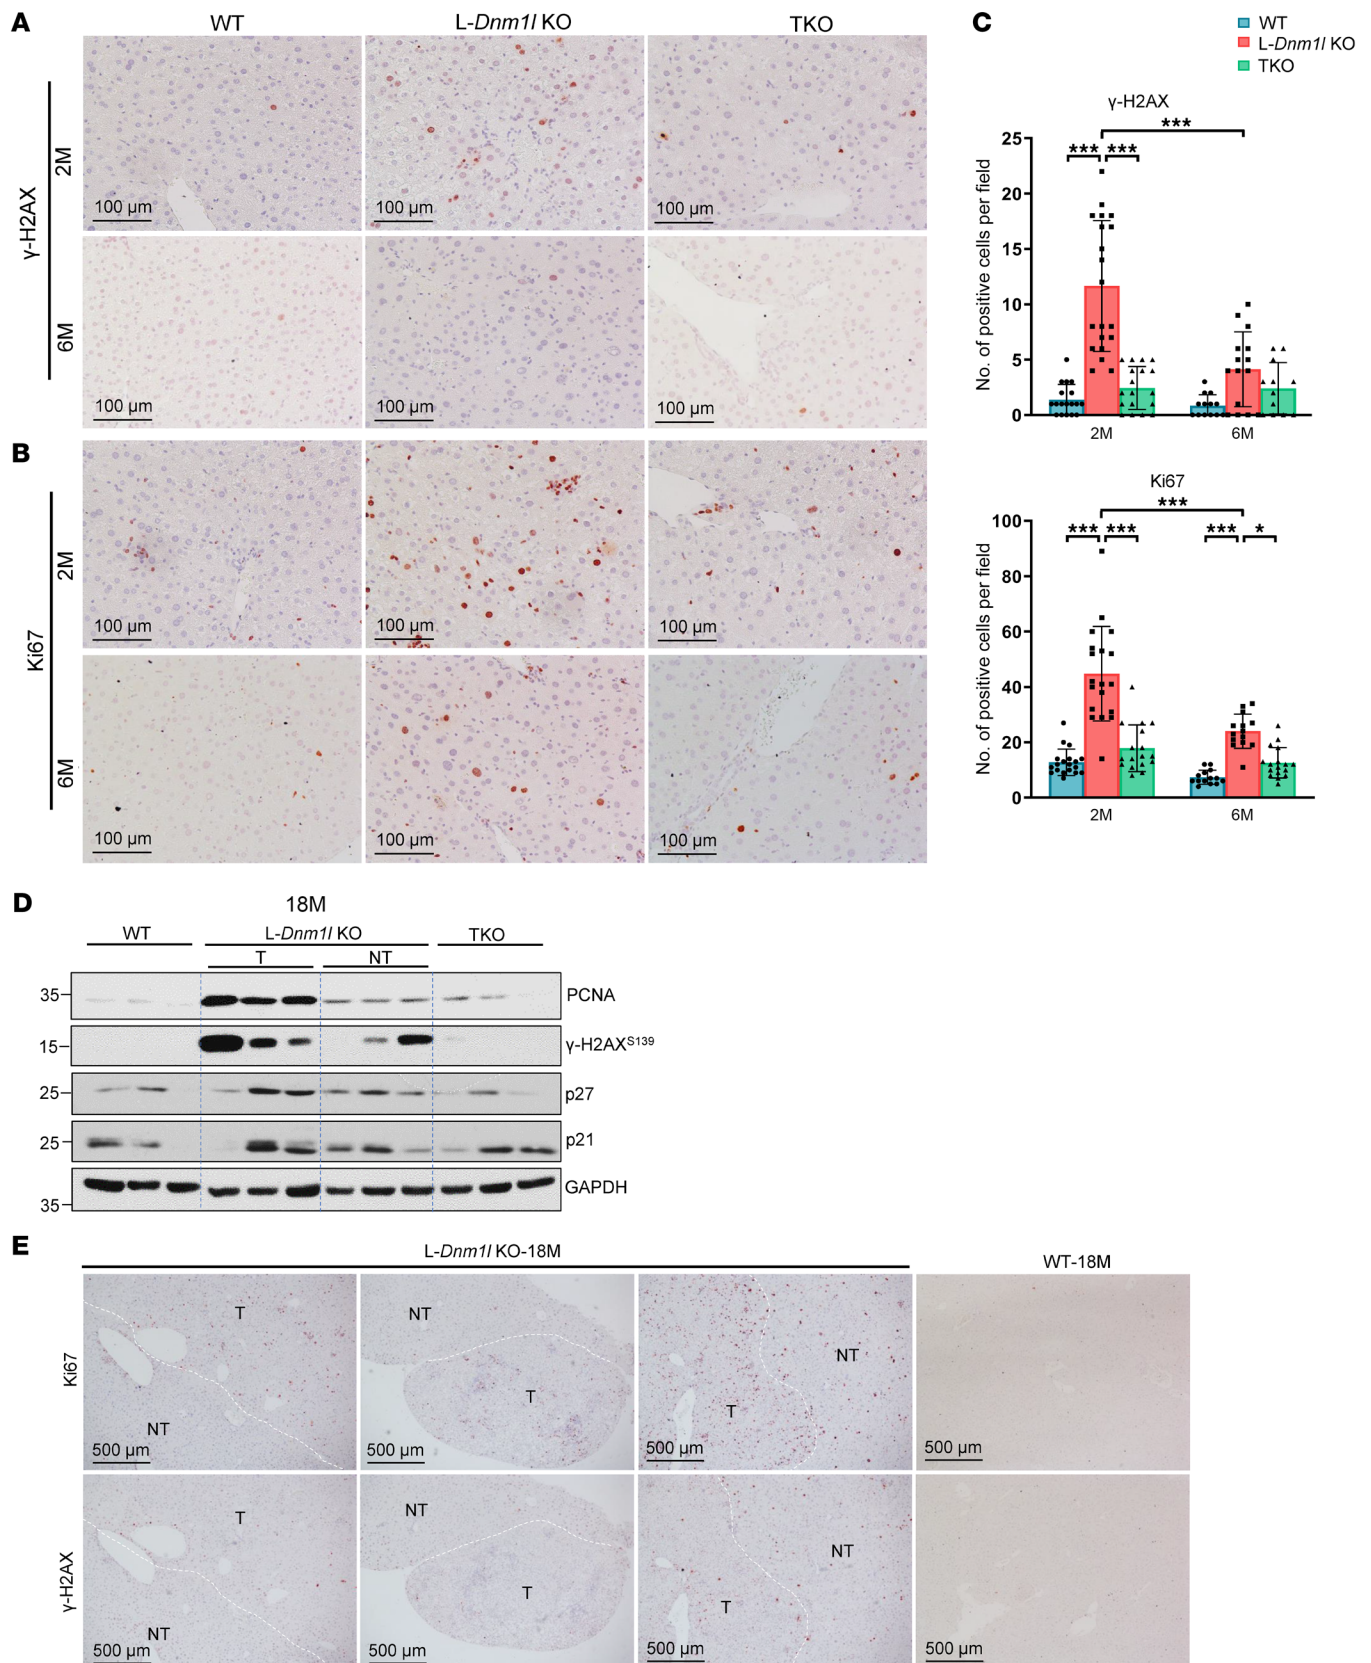 A
WT
L-Dnm1l KO
TKO
γ-H2AX
2M
100 μm
100 μm
100 μm
6M
100 μm
100 μm
100 μm
B
Ki67
2M
100 μm
100 μm
100 μm
6M
100 μm
100 μm
100 μm
C
WT
L-Dnm1l KO
TKO
γ-H2AX
***
*** ***
No. of positive cells per field
25
20
15
10
5
0
2M 6M
Ki67
***
*** *** *** *
No. of positive cells per field
100
80
60
40
20
0
2M 6M
D
18M
WT L-Dnm1l KO TKO
T NT
35 PCNA
15 γ-H2AXS139
25 p27
25 p21
GAPDH
35
E
L-Dnm1l KO-18M
WT-18M
Ki67
T
NT
500 μm
NT
T
500 μm
NT
T
500 μm
500 μm
γ-H2AX
T
NT
500 μm
NT
T
500 μm
NT
T
500 μm
500 μm